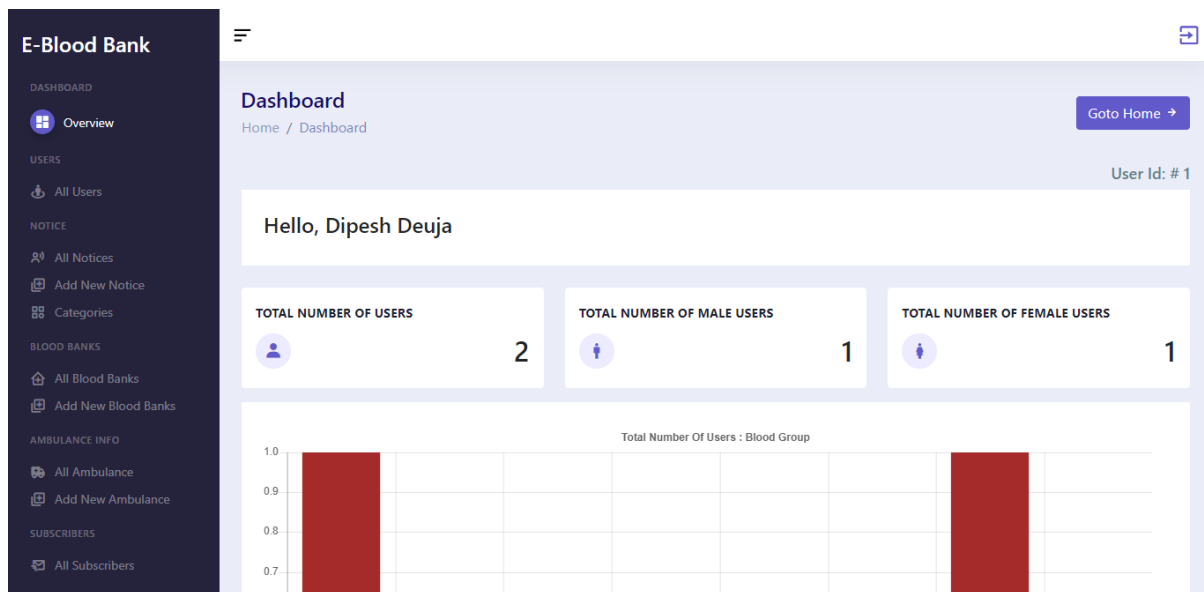 E-Blood Bank
DASHBOARD
Overview
USERS
All Users
NOTICE
All Notices
Add New Notice
Categories
BLOOD BANKS
All Blood Banks
Add New Blood Banks
AMBULANCE INFO
All Ambulance
Add New Ambulance
SUBSCRIBERS
All Subscribers
Dashboard
Home / Dashboard
Goto Home
User Id: # 1
Hello, Dipesh Deuja
TOTAL NUMBER OF USERS
2
TOTAL NUMBER OF MALE USERS
1
TOTAL NUMBER OF FEMALE USERS
1
Total Number Of Users : Blood Group
1.0
0.9
0.8
0.7